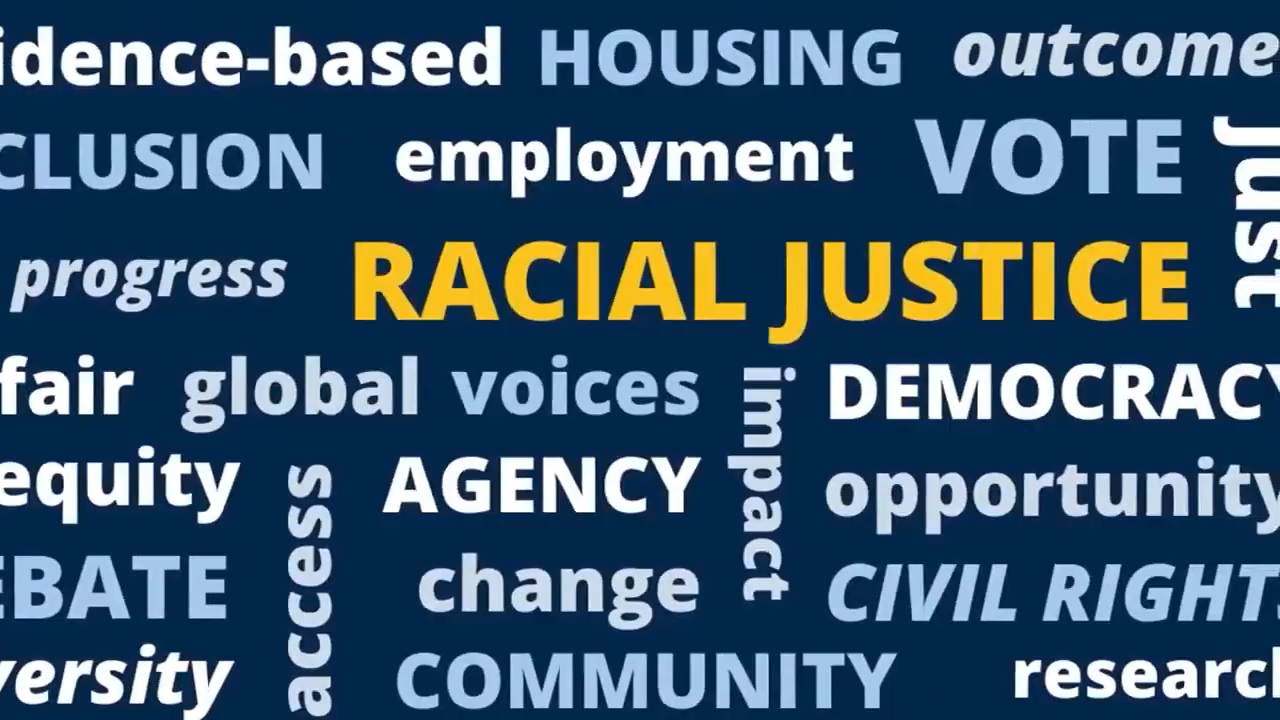 idence-based HOUSING outcome
CLUSION employment VOTE
Just
progress RACIAL JUSTICE
fair global voices
impact
DEMOCRACY
equity
access
AGENCY
opportunity
EBATE
change
CIVIL RIGHT
versity
COMMUNITY
research